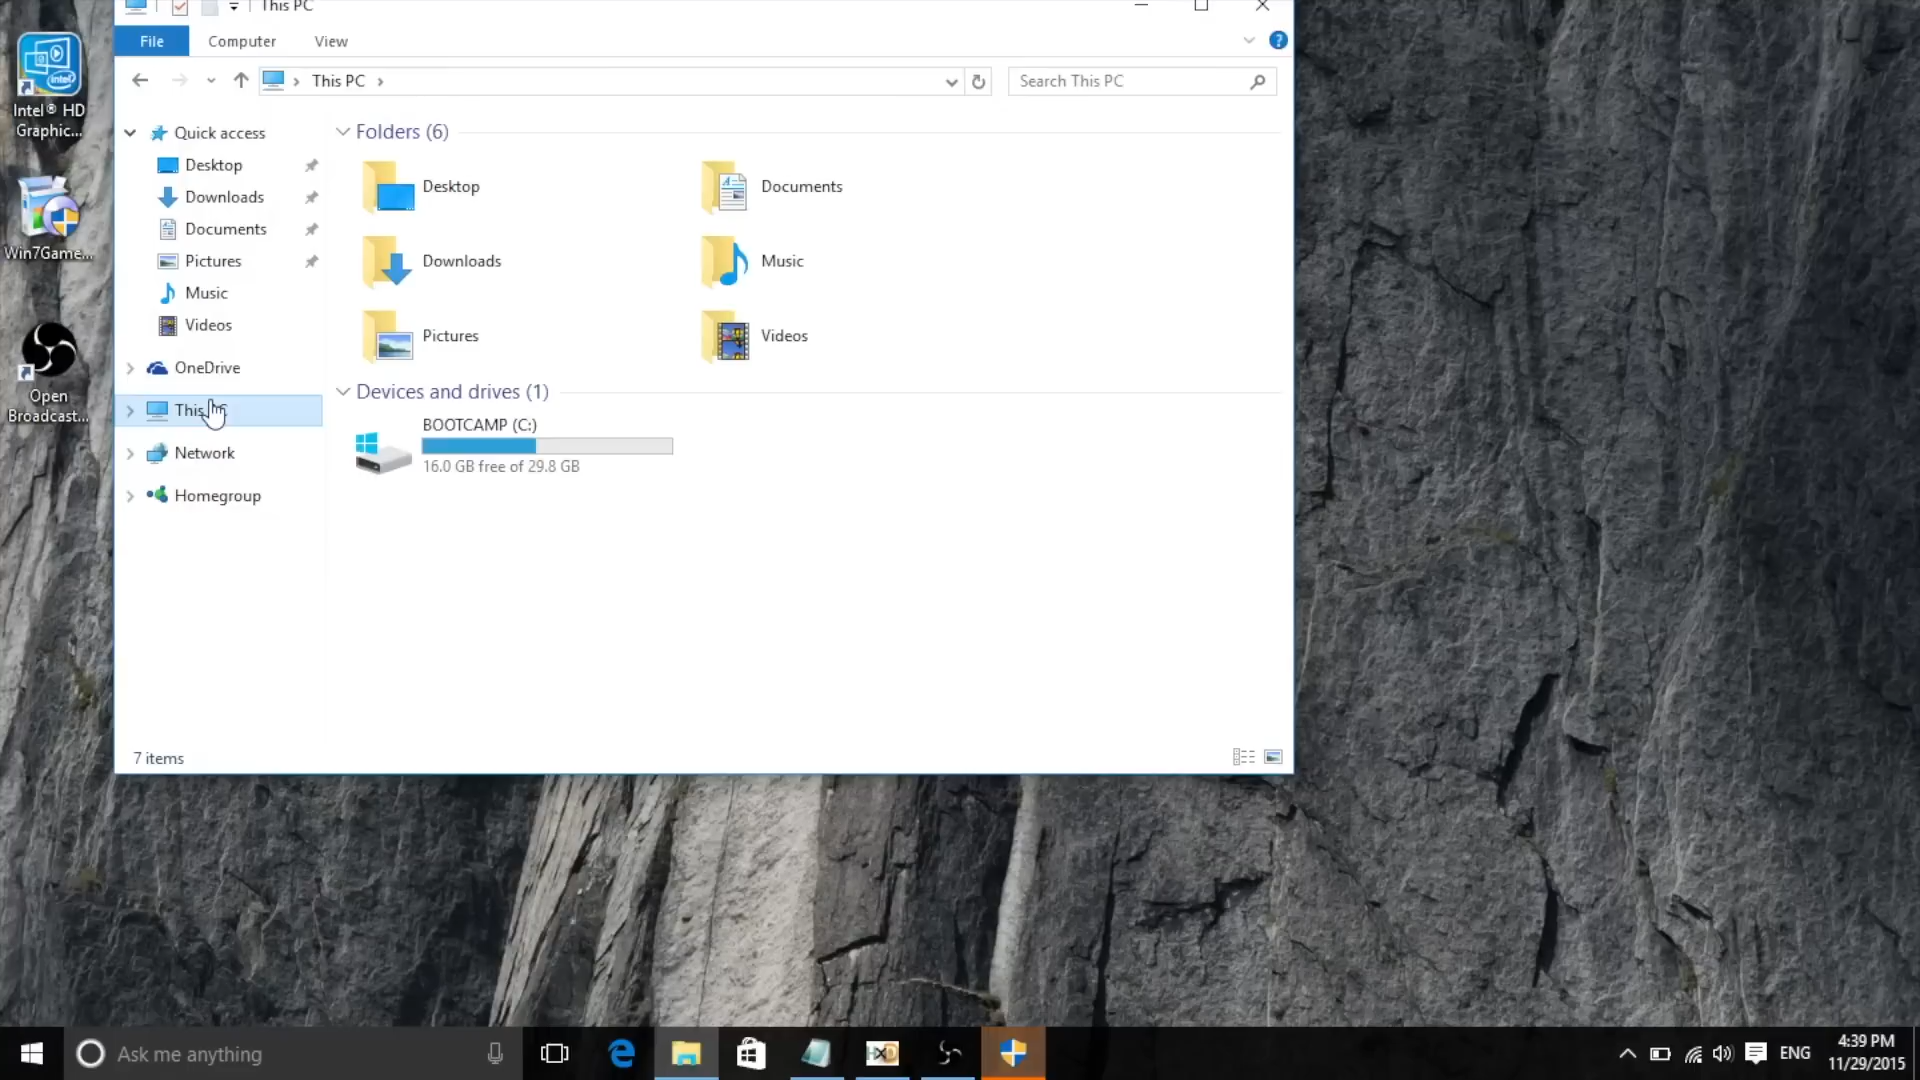 This PC
File
Computer
View
This PC
Search This PC
Intel® HD
Graphic...
Win7Game...
Open
Broadcast...
Quick access
Desktop
Downloads
Documents
Pictures
Music
Videos
OneDrive
This
Network
Homegroup
Folders (6)
Desktop
Documents
Downloads
Music
Pictures
Videos
Devices and drives (1)
BOOTCAMP (C:)
16.0 GB free of 29.8 GB
7 items
Ask me anything
ENG
4:39 PM
11/29/2015